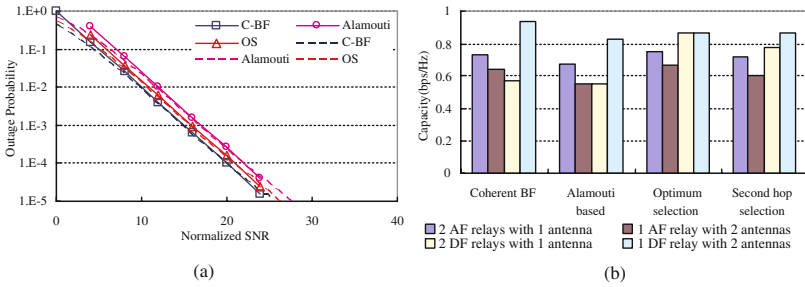 1.E+0
1.E-1
1.E-2
1.E-3
1.E-4
1.E-5
Outage Probability
C-BF
Alamouti
OS
C-BF
Alamouti
OS
0
10
20
30
40
Normalized SNR
(a)
1
0.8
0.6
0.4
0.2
0
Capacity(bps/Hz)
Coherent BF
Alamouti based
Optimum selection
Second hop selection
2 AF relays with 1 antenna
1 AF relay with 2 antennas
2 DF relays with 1 antenna
1 DF relay with 2 antennas
(b)